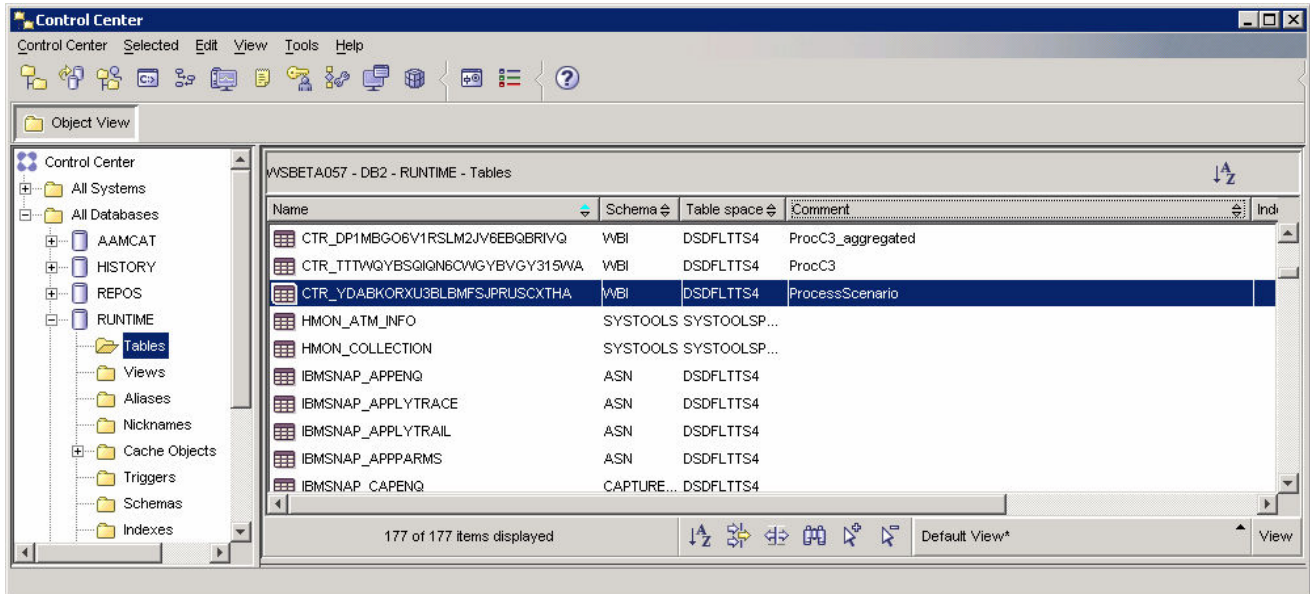 Control Center
Control Center Selected Edit View Tools Help
Object View
Control Center
All Systems
All Databases
AAMCAT
HISTORY
REPOS
RUNTIME
Tables
Views
Aliases
Nicknames
Cache Objects
Triggers
Schemas
Indexes
WSBETA057 - DB2 - RUNTIME - Tables
Name Schema Table space Comment Inde
CTR_DP1MBGO6V1RSLM2JV6EBQBRIVQ WBI DSDFLTTS4 ProcC3_aggregated
CTR_TTTWQYBSQIQN6CWGYBVGY315WA WBI DSDFLTTS4 ProcC3
CTR_YDABKORXU3BLBMFSJPRUSCXTHA WBI DSDFLTTS4 ProcessScenario
HMON_ATM_INFO SYSTOOLS SYSTOOLSP...
HMON_COLLECTION SYSTOOLS SYSTOOLSP...
IBMSNAP_APPENQ ASN DSDFLTTS4
IBMSNAP_APPLYTRACE ASN DSDFLTTS4
IBMSNAP_APPLYTRAIL ASN DSDFLTTS4
IBMSNAP_APPPARMS ASN DSDFLTTS4
IBMSNAP_CAPENQ CAPTURE... DSDFLTTS4
177 of 177 items displayed Default View* View